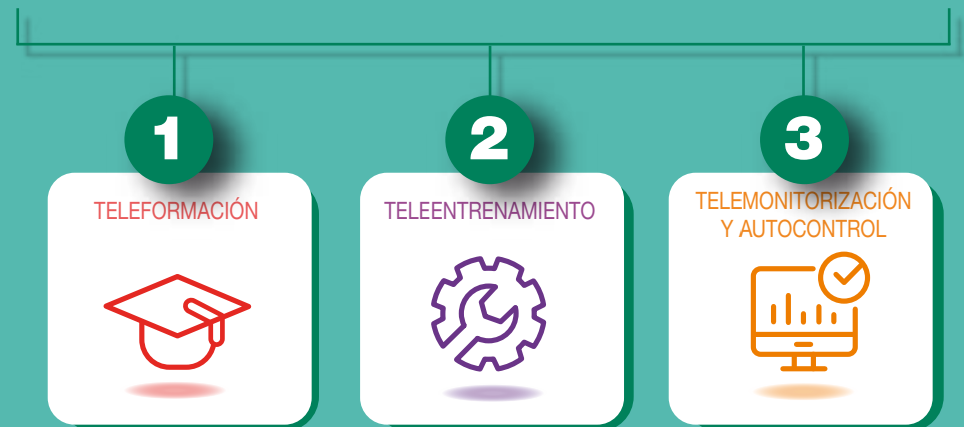 1
2
3
TELEFORMACIÓN
TELEENTRENAMIENTO
TELEMONITORIZACIÓN
Y AUTOCONTROL